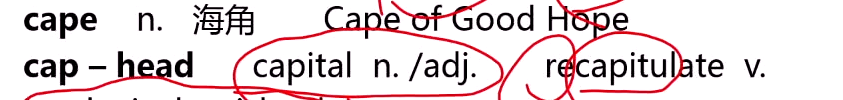 cape n. 海角 Cape of Good Hope
cap – head capital n. /adj. recapitulate v.